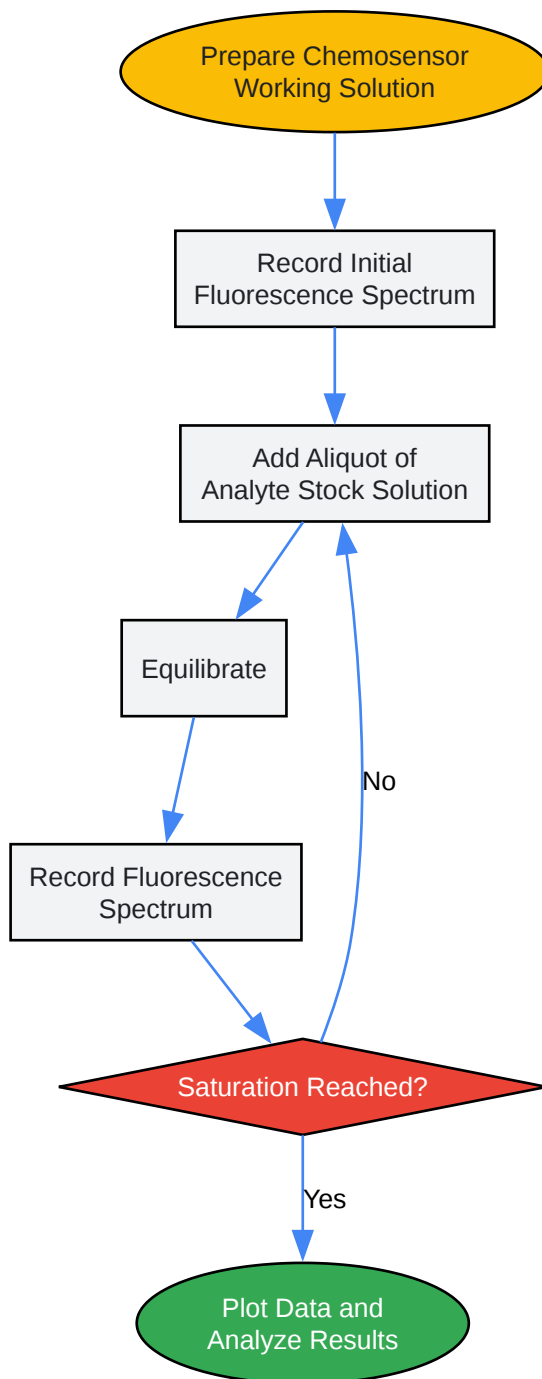 Prepare Chemosensor
Working Solution
Record Initial
Fluorescence Spectrum
Add Aliquot of
Analyte Stock Solution
Equilibrate
No
Record Fluorescence
Spectrum
Saturation Reached?
Yes
Plot Data and
Analyze Results